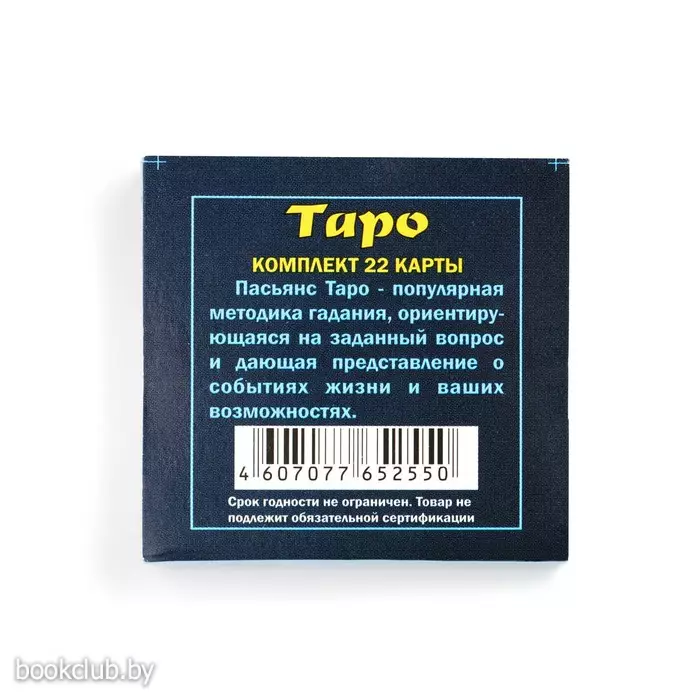 Таро
КОМПЛЕКТ 22 КАРТЫ
Пасьянс Таро - популярная
методика гадания, ориентиру-
ющаяся на заданный вопрос
и дающая представление о
событиях жизни и ваших
возможностях.
4 607077 652550
Срок годности не ограничен. Товар не
подлежит обязательной сертификации
bookclub.by